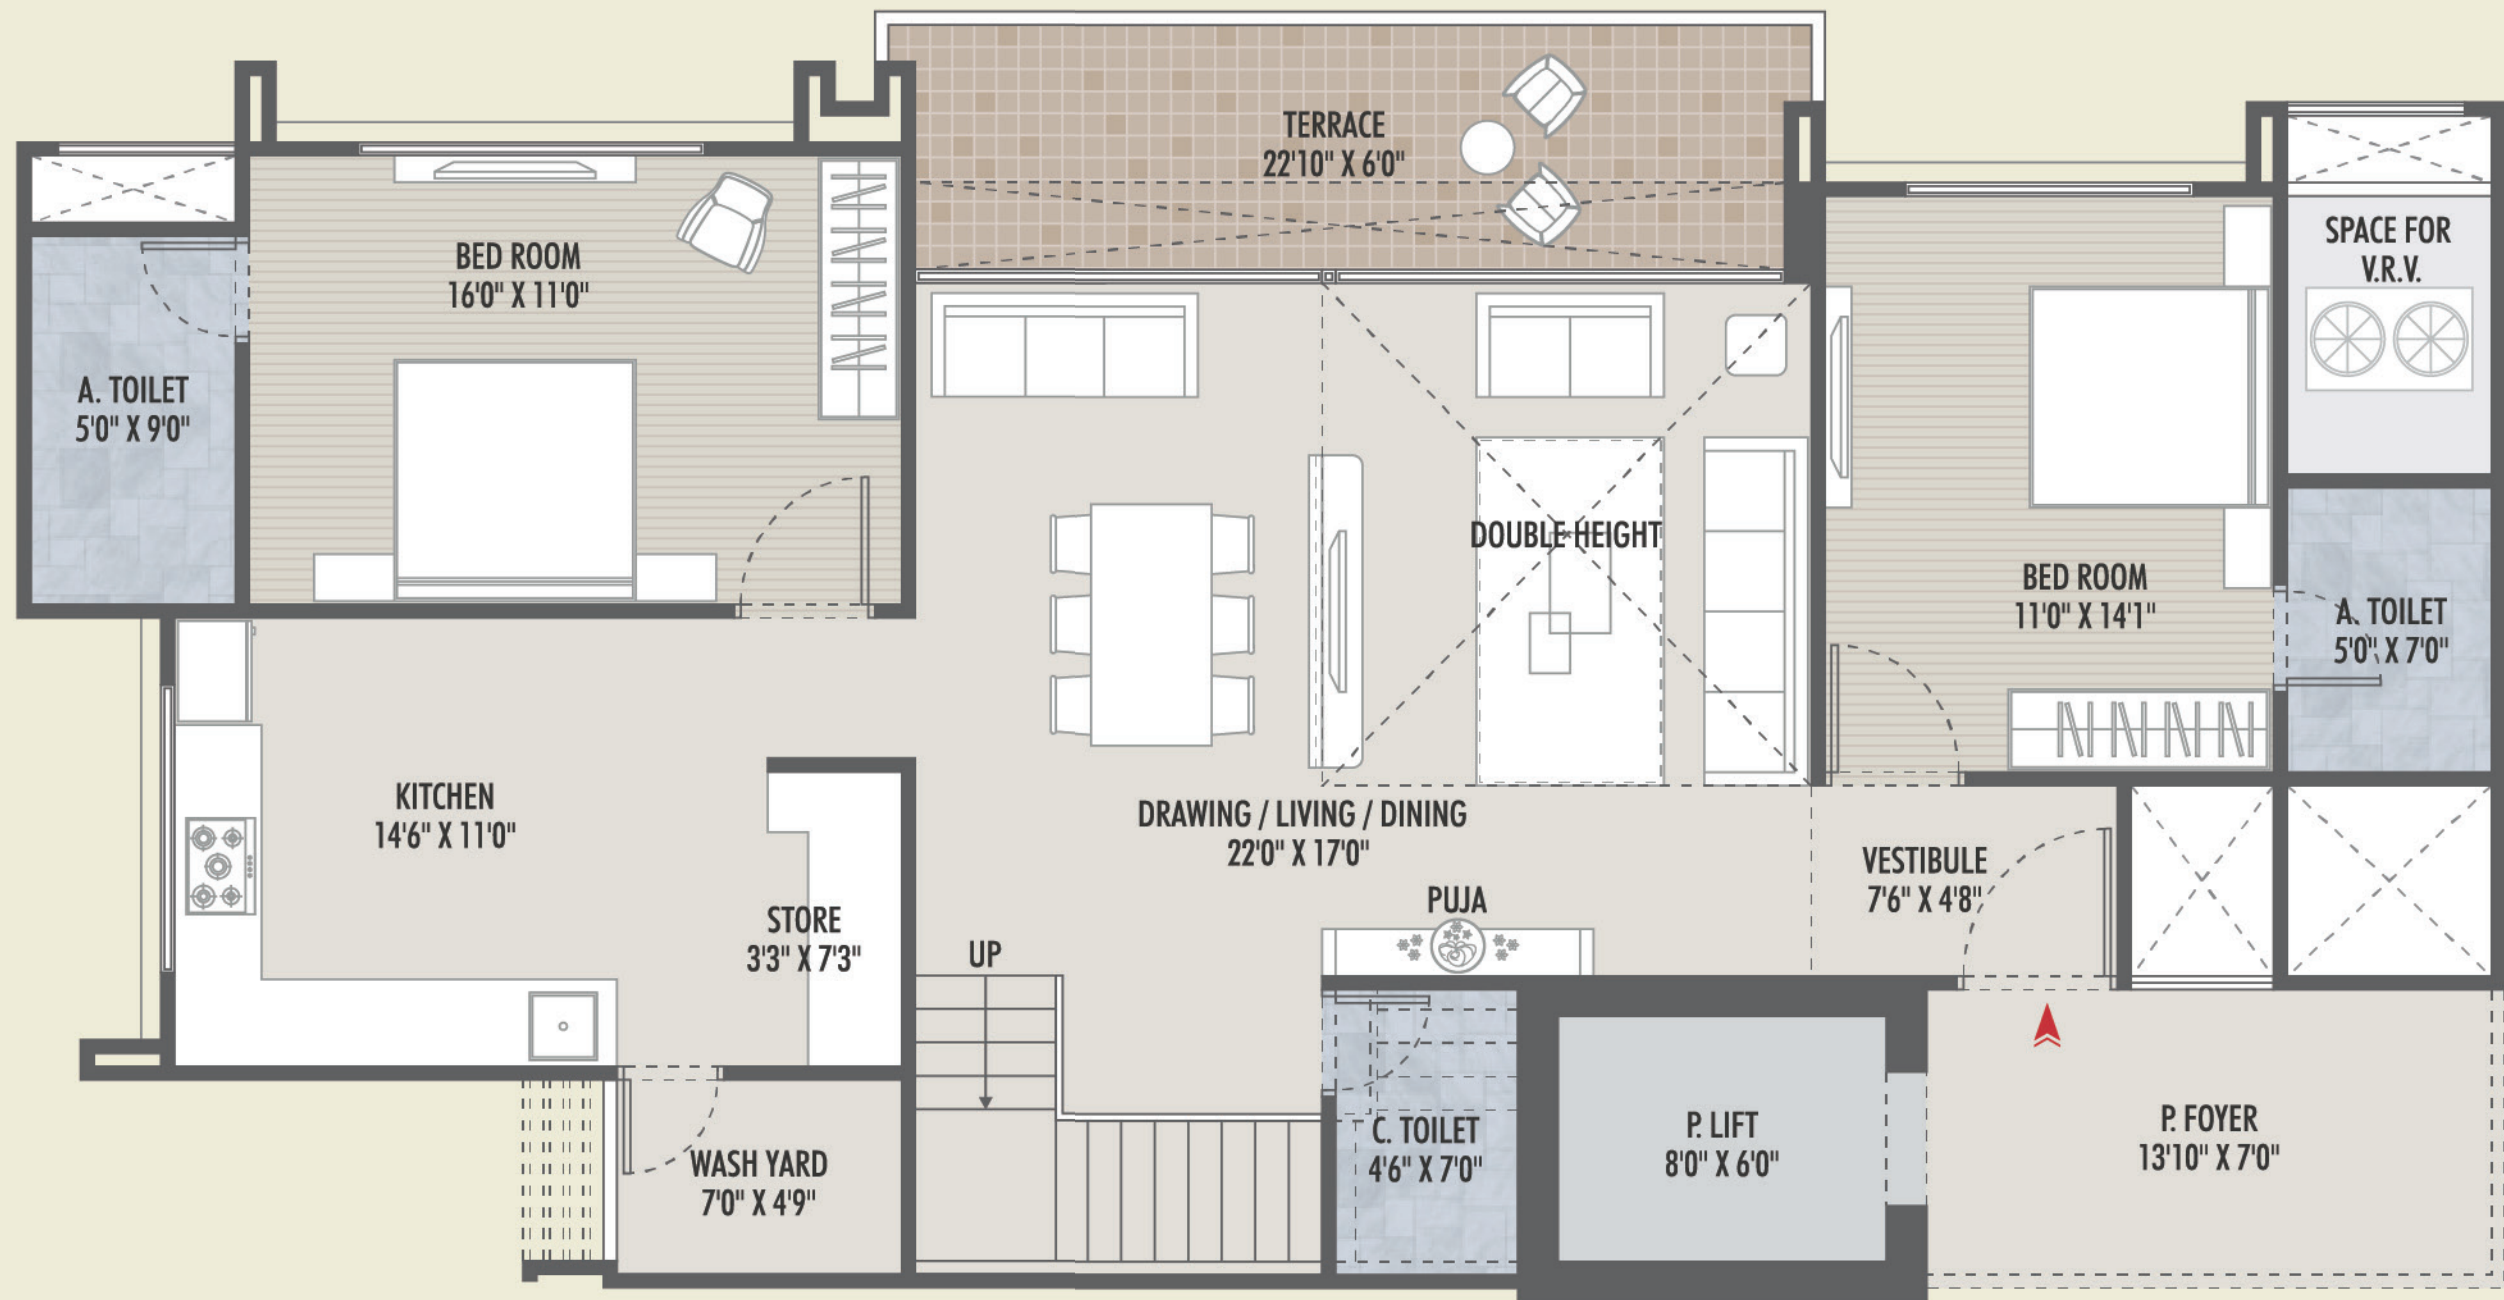 TERRACE
22'10" X 6'0"
BED ROOM
16'0" X 11'0"
SPACE FOR
V.R.V.
A. TOILET
5'0" X 9'0"
DOUBLE HEIGHT
BED ROOM
11'0" X 14'1"
A. TOILET
5'0" X 7'0"
KITCHEN
14'6" X 11'0"
DRAWING / LIVING / DINING
22'0" X 17'0"
VESTIBULE
7'6" X 4'8"
PUJA
STORE
3'3" X 7'3"
UP
C. TOILET
4'6" X 7'0"
P. LIFT
8'0" X 6'0"
P. FOYER
13'10" X 7'0"
WASH YARD
7'0" X 4'9"